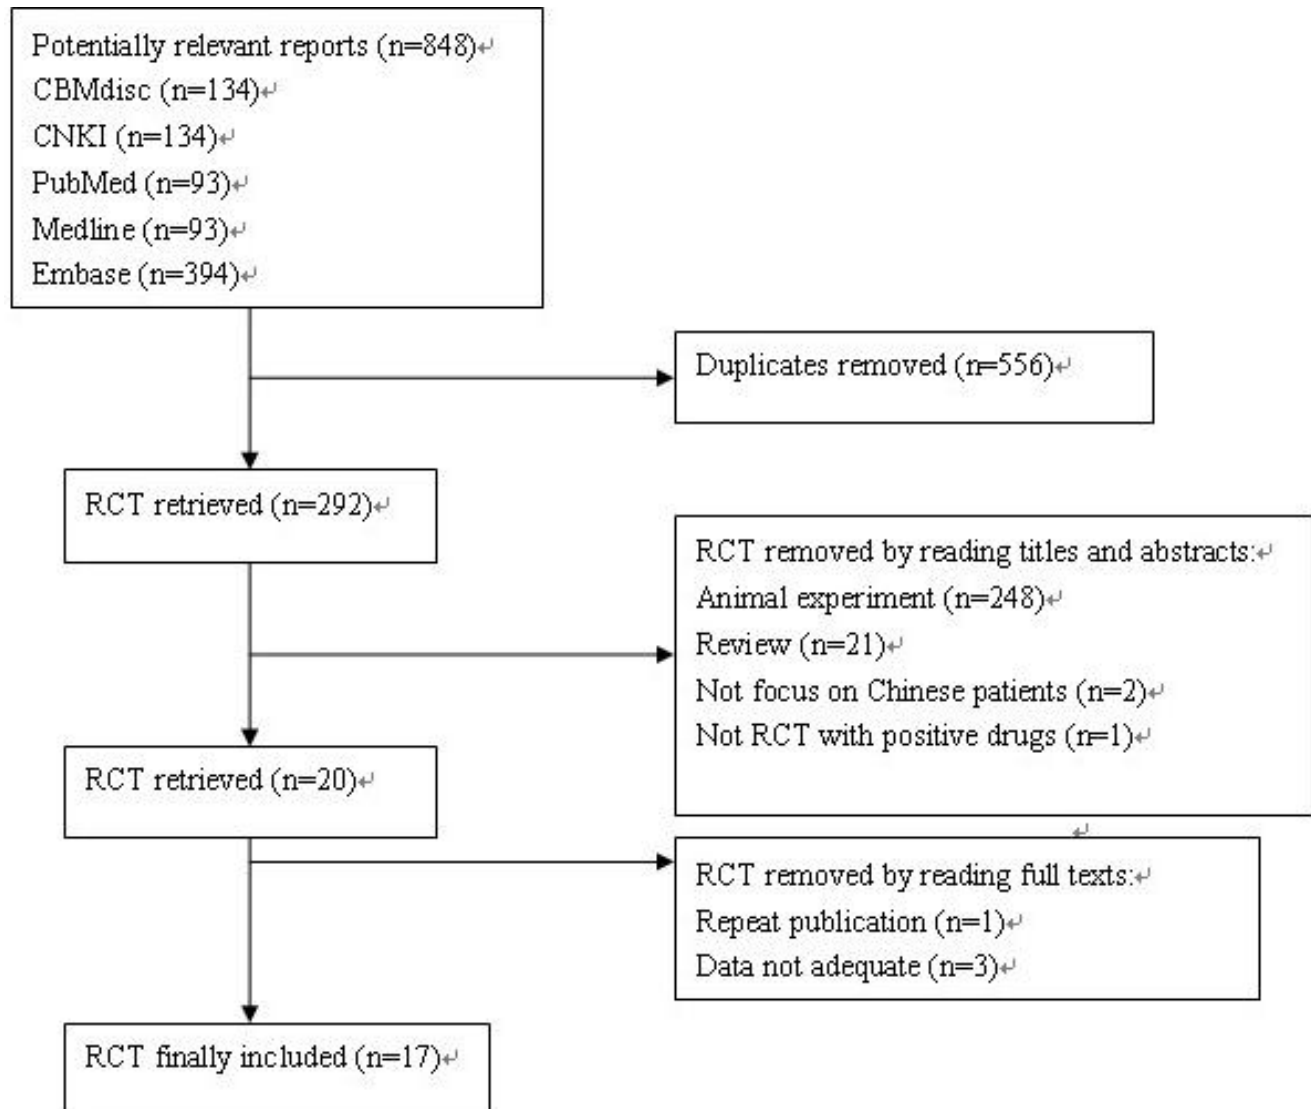 Potentially relevant reports (n=848)↵
CBMdisc (n=134)↵
CNKI (n=134)↵
PubMed (n=93)↵
Medline (n=93)↵
Embase (n=394)↵
Duplicates removed (n=556)↵
RCT retrieved (n=292)↵
RCT removed by reading titles and abstracts:↵
Animal experiment (n=248)↵
Review (n=21)↵
Not focus on Chinese patients (n=2)↵
Not RCT with positive drugs (n=1)↵
↵
RCT retrieved (n=20)↵
RCT removed by reading full texts:↵
Repeat publication (n=1)↵
Data not adequate (n=3)↵
RCT finally included (n=17)↵